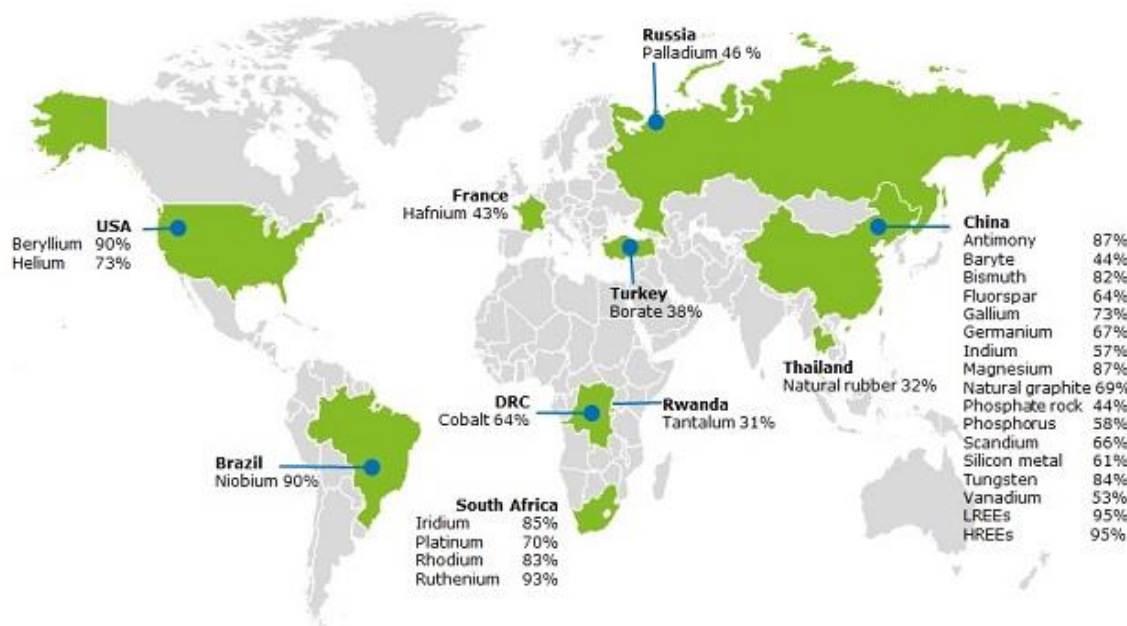 Russia
Palladium 46 %
France
Hafnium 43%
USA
Beryllium 90%
Helium 73%
China
Antimony 87%
Baryte 44%
Bismuth 82%
Fluorspar 64%
Gallium 73%
Germanium 67%
Indium 57%
Magnesium 87%
Natural graphite 69%
Phosphate rock 44%
Phosphorus 58%
Scandium 66%
Silicon metal 61%
Tungsten 84%
Vanadium 53%
LREEs 95%
HREEs 95%
Turkey
Borate 38%
Thailand
Natural rubber 32%
DRC
Cobalt 64%
Rwanda
Tantalum 31%
Brazil
Niobium 90%
South Africa
Iridium 85%
Platinum 70%
Rhodium 83%
Ruthenium 93%